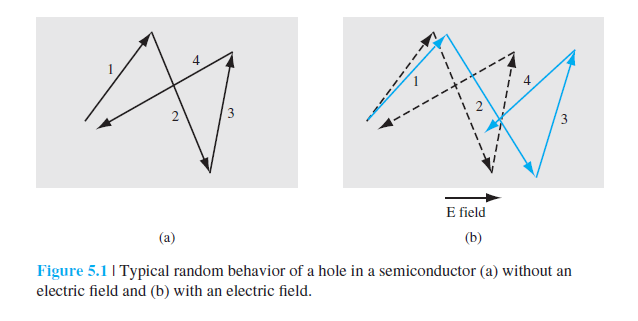 1
4
2
3
1
4
2
3
E field
(a)
(b)
Figure 5.1 | Typical random behavior of a hole in a semiconductor (a) without an
electric field and (b) with an electric field.